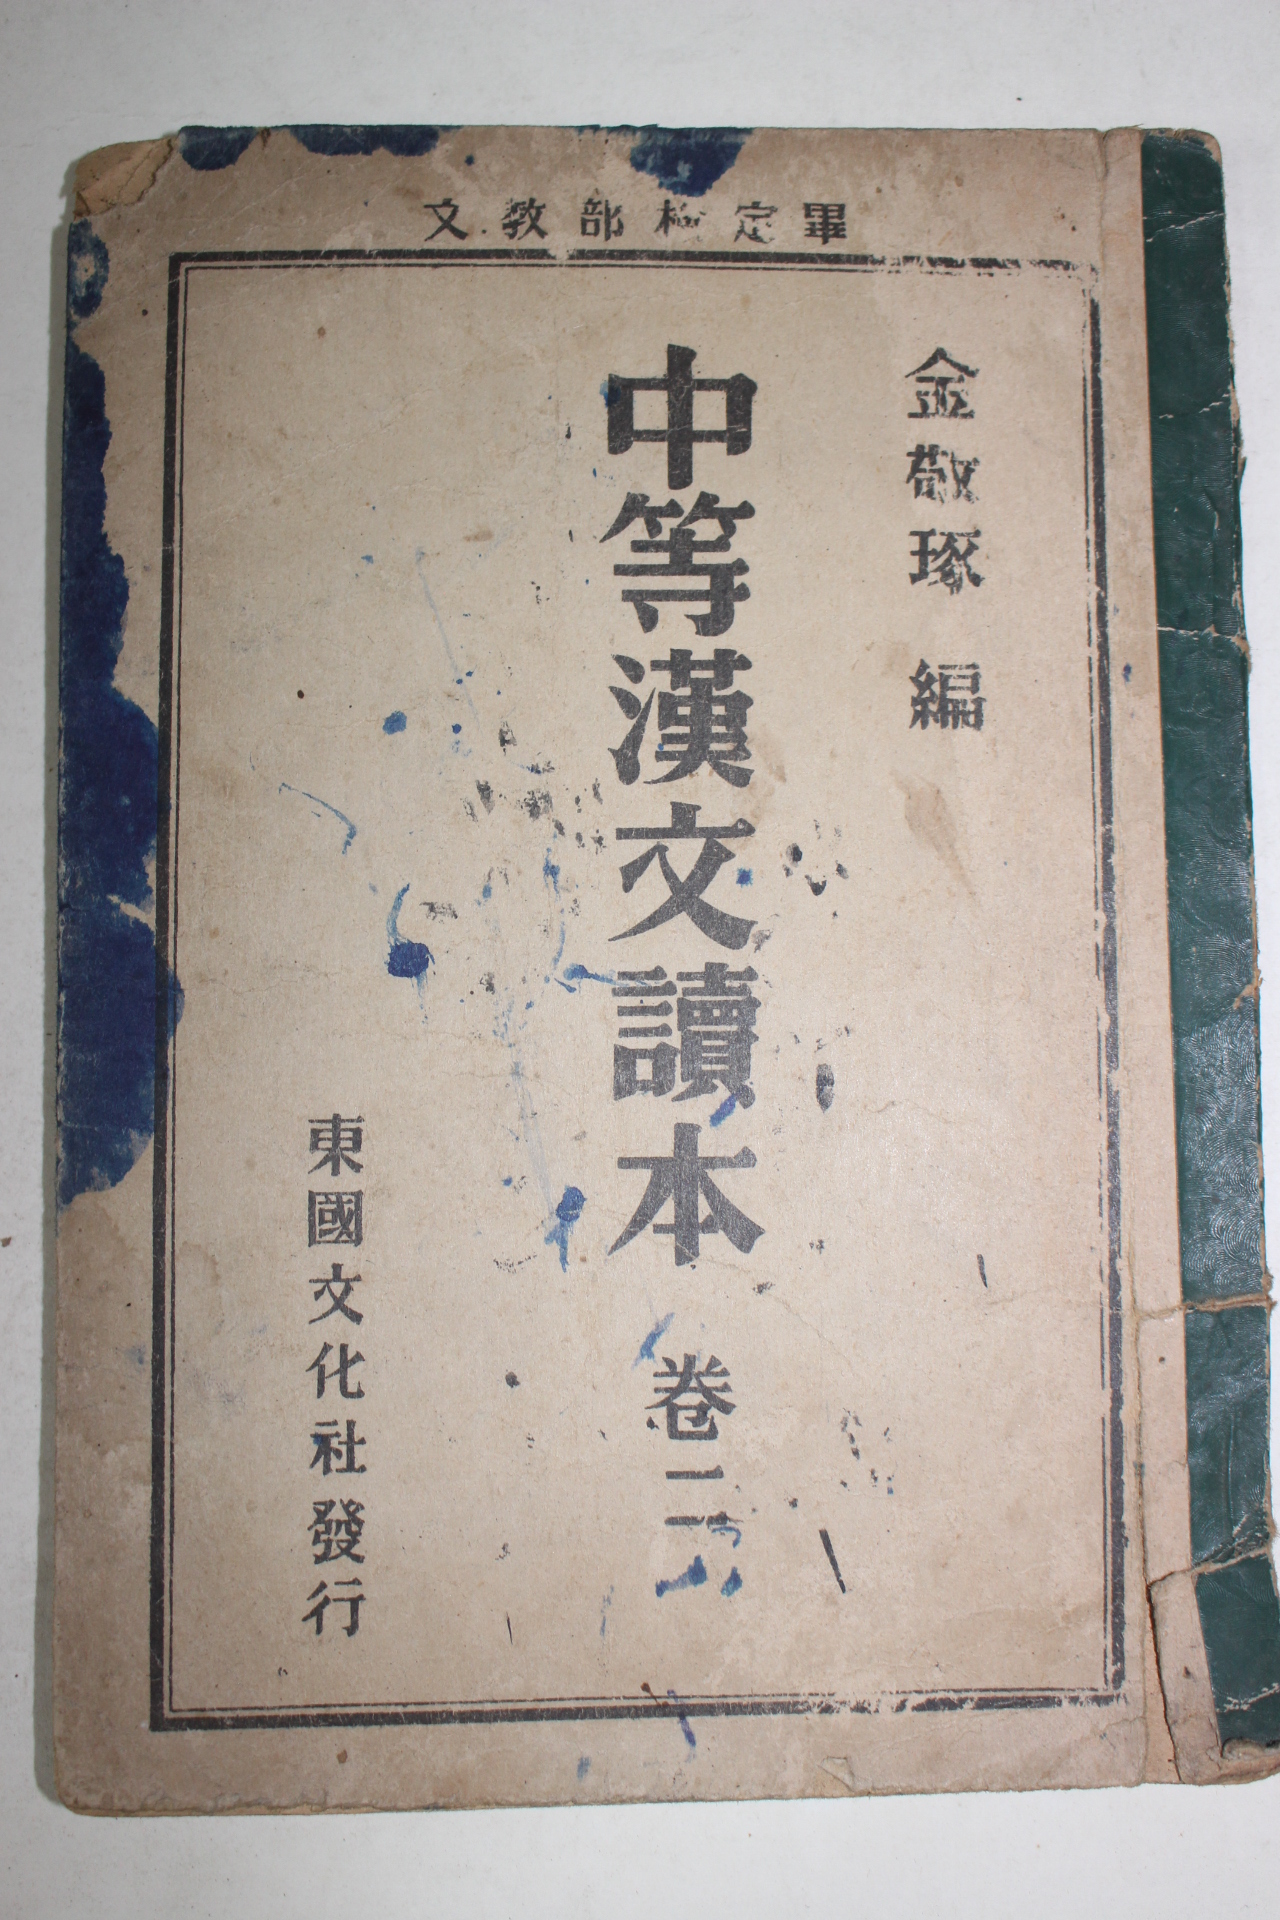 文敎部檢定畢
金敬琢 編
中等漢文讀本 卷二
東國文化社發行